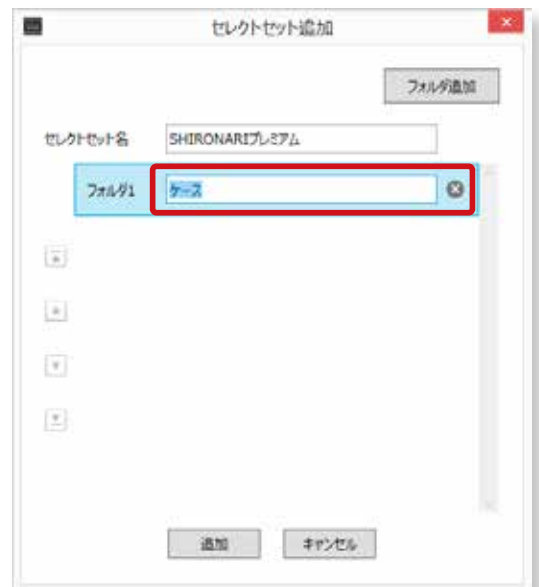 セレクトセット追加
フォルダ追加
セレクトセット名 SHIRONARIプレミアム
フォルダ1 ケース
追加 キャンセル